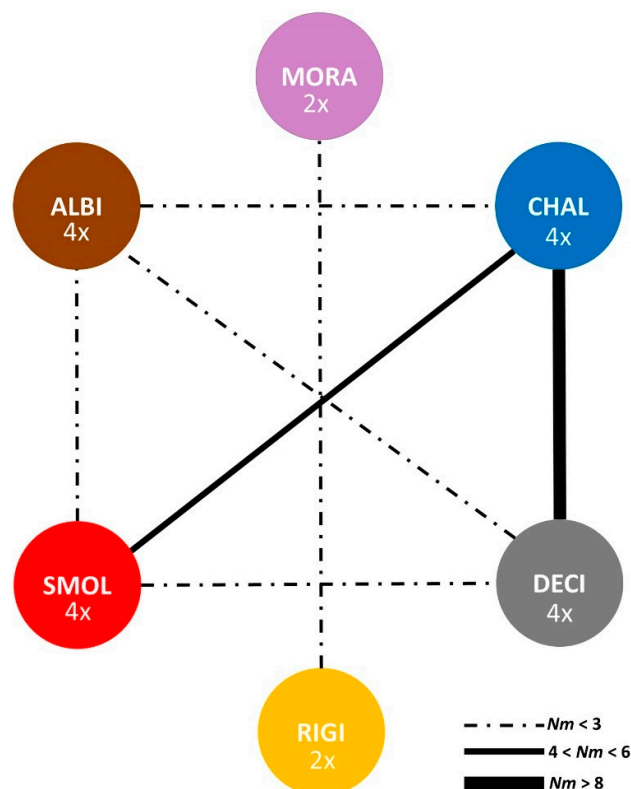 MORA
2x
ALBI
4x
CHAL
4x
SMOL
4x
DECI
4x
RIGI
2x
Nm < 3
4 < Nm < 6
Nm > 8